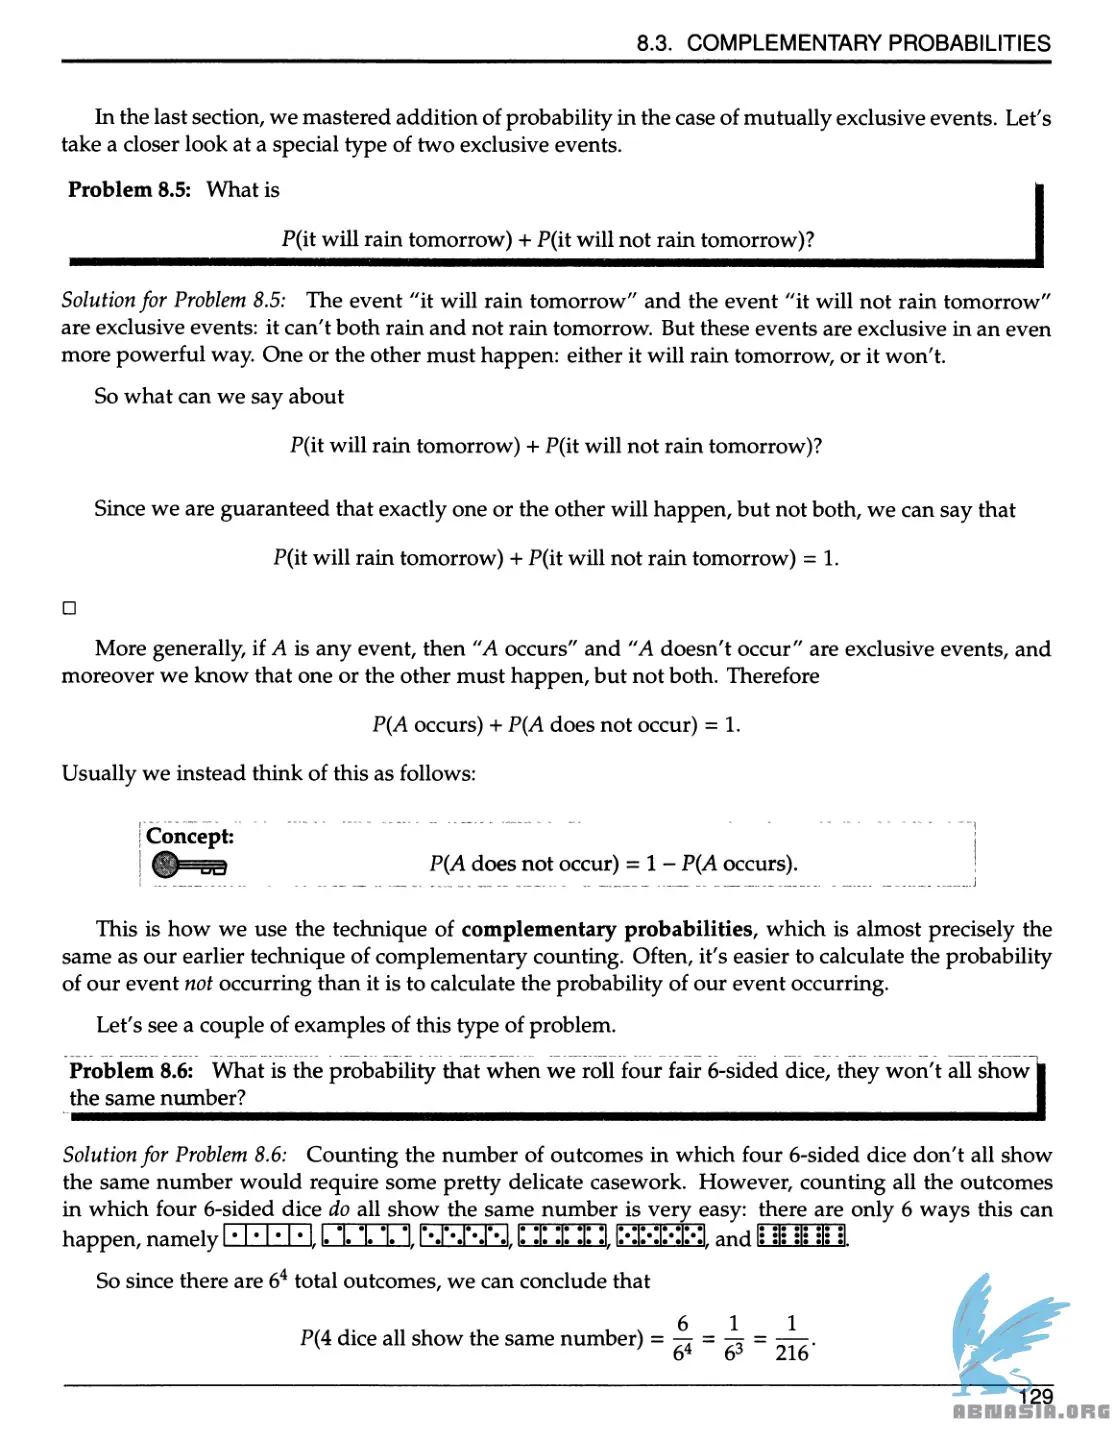 8.3. COMPLEMENTARY PROBABILITIES
In the last section, we mastered addition of probability in the case of mutually exclusive events. Let's
take a closer look at a special type of two exclusive events.
Problem 8.5: What is
P(it will rain tomorrow) + P(it will not rain tomorrow)?
Solution for Problem 8.5: The event "it will rain tomorrow" and the event "it will not rain tomorrow"
are exclusive events: it can't both rain and not rain tomorrow. But these events are exclusive in an even
more powerful way. One or the other must happen: either it will rain tomorrow, or it won't.
So what can we say about
P(it will rain tomorrow) + P(it will not rain tomorrow)?
Since we are guaranteed that exactly one or the other will happen, but not both, we can say that
P(it will rain tomorrow) + P(it will not rain tomorrow) = 1.
□
More generally, if A is any event, then "A occurs" and "A doesn't occur" are exclusive events, and
moreover we know that one or the other must happen, but not both. Therefore
P(A occurs) + P(A does not occur) = 1.
Usually we instead think of this as follows:
Concept:
P(A does not occur) = 1 − P(A occurs).
This is how we use the technique of complementary probabilities, which is almost precisely the
same as our earlier technique of complementary counting. Often, it's easier to calculate the probability
of our event not occurring than it is to calculate the probability of our event occurring.
Let's see a couple of examples of this type of problem.
Problem 8.6: What is the probability that when we roll four fair 6-sided dice, they won't all show
the same number?
Solution for Problem 8.6: Counting the number of outcomes in which four 6-sided dice don't all show
the same number would require some pretty delicate casework. However, counting all the outcomes
in which four 6-sided dice do all show the same number is very easy: there are only 6 ways this can
happen, namely ⚀⚀⚀⚀, ⚁⚁⚁⚁, ⚂⚂⚂⚂, ⚃⚃⚃⚃, ⚄⚄⚄⚄, and ⚅⚅⚅⚅.
So since there are 6⁴ total outcomes, we can conclude that
P(4 dice all show the same number) = 6/6⁴ = 1/6³ = 1/216.
129
ABMASIA.ORG